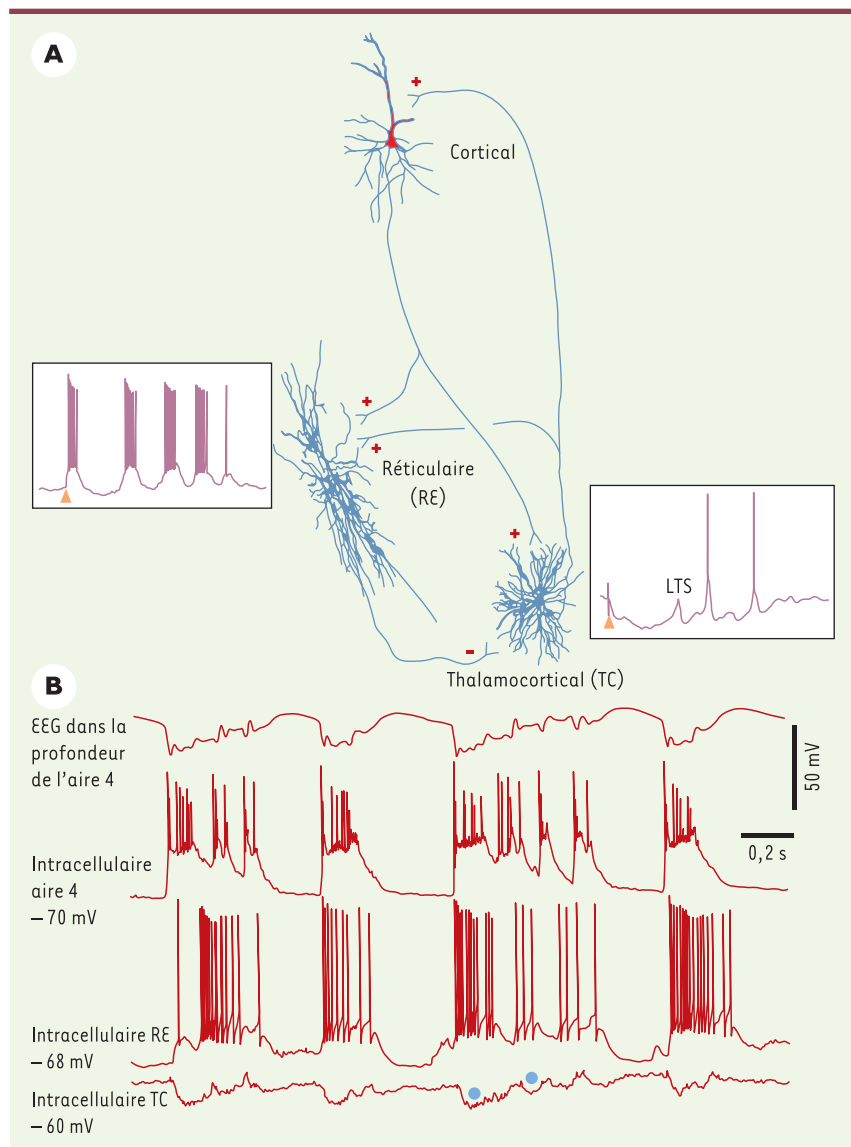 A
+
Cortical
+
+
Réticulaire
(RE)
+
LTS
-
Thalamocortical (TC)
B
EEG dans la
profondeur
de l'aire 4
50 mV
0,2 s
Intracellulaire
aire 4
– 70 mV
Intracellulaire RE
– 68 mV
Intracellulaire TC
– 60 mV